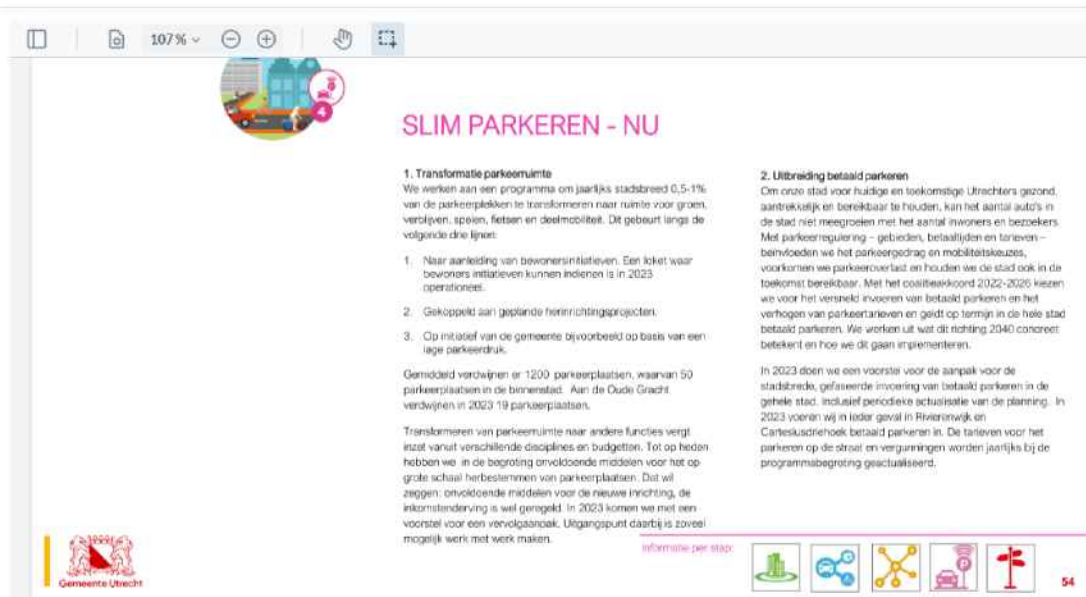 107%
4
SLIM PARKEREN - NU
1. Transformatie parkeerruimte
We werken aan een programma om jaarlijks stadsbreed 0,5-1%
van de parkeerplekken te transformeren naar ruimte voor groen,
verblijven, spelen, fietsen en deelmobiliteit. Dit gebeurt langs de
volgende drie lijnen:
1. Naar aanleiding van bewonersinitiatieven. Een loket waar
bewoners initiatieven kunnen indienen is in 2023
operationeel.
2. Gekoppeld aan geplande herinrichtingsprojecten.
3. Op initiatief van de gemeente bijvoorbeeld op basis van een
lage parkeerdruk.
Gemiddeld verdwijnen er 1200 parkeerplaatsen, waarvan 50
parkeerplaatsen in de binnenstad. Aan de Oude Gracht
verdwijnen in 2023 19 parkeerplaatsen.
Transformeren van parkeerruimte naar andere functies vergt
inzet vanuit verschillende disciplines en budgetten. Tot op heden
hebben we in de begroting onvoldoende middelen voor het op
grote schaal herbestemmen van parkeerplaatsen. Dat wil
zeggen: onvoldoende middelen voor de nieuwe inrichting, de
inkomstenderving is wel geregeld. In 2023 komen we met een
voorstel voor een vervolgaanpak. Uitgangspunt daarbij is zoveel
mogelijk werk met werk maken.
2. Uitbreiding betaald parkeren
Om onze stad voor huidige en toekomstige Utrechters gezond,
aantrekkelijk en bereikbaar te houden, kan het aantal auto's in
de stad niet meegroeien met het aantal inwoners en bezoekers.
Met parkeerregulering – gebieden, betaaltijden en tarieven –
beïnvloeden we het parkeergedrag en mobiliteitskeuzes,
voorkomen we parkeeroverlast en houden we de stad ook in de
toekomst bereikbaar. Met het coalitieakkoord 2022-2026 kiezen
we voor het versneld invoeren van betaald parkeren en het
verhogen van parkeertarieven en geldt op termijn in de hele stad
betaald parkeren. We werken uit wat dit richting 2040 concreet
betekent en hoe we dit gaan implementeren.
In 2023 doen we een voorstel voor de aanpak voor de
stadsbrede, gefaseerde invoering van betaald parkeren in de
gehele stad, inclusief periodieke actualisatie van de planning. In
2023 voeren wij in ieder geval in Rivierenwijk en
Cartesiusdriehoek betaald parkeren in. De tarieven voor het
parkeren op de straat en vergunningen worden jaarlijks bij de
programmabegroting geactualiseerd.
Gemeente Utrecht
Informatie per stap:
P
54